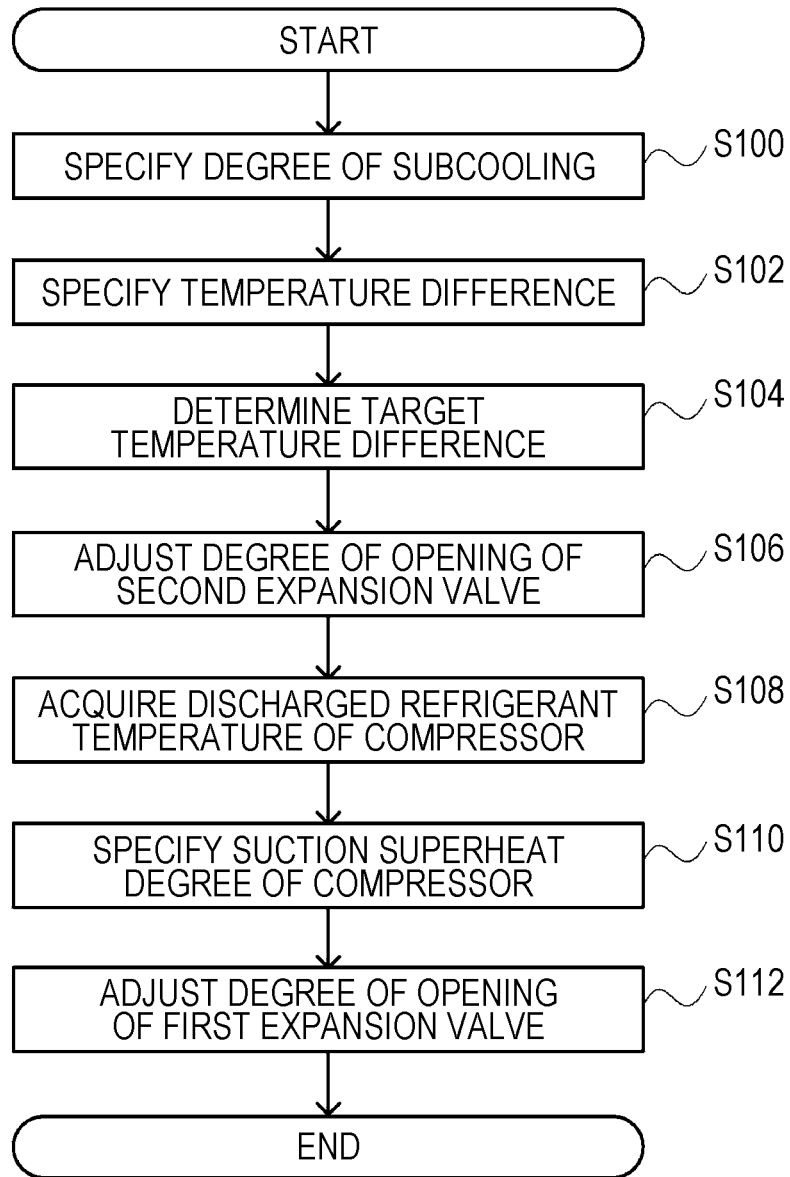 START
SPECIFY DEGREE OF SUBCOOLING
S100
SPECIFY TEMPERATURE DIFFERENCE
S102
DETERMINE TARGET
TEMPERATURE DIFFERENCE
S104
ADJUST DEGREE OF OPENING OF
SECOND EXPANSION VALVE
S106
ACQUIRE DISCHARGED REFRIGERANT
TEMPERATURE OF COMPRESSOR
S108
SPECIFY SUCTION SUPERHEAT
DEGREE OF COMPRESSOR
S110
ADJUST DEGREE OF OPENING
OF FIRST EXPANSION VALVE
S112
END